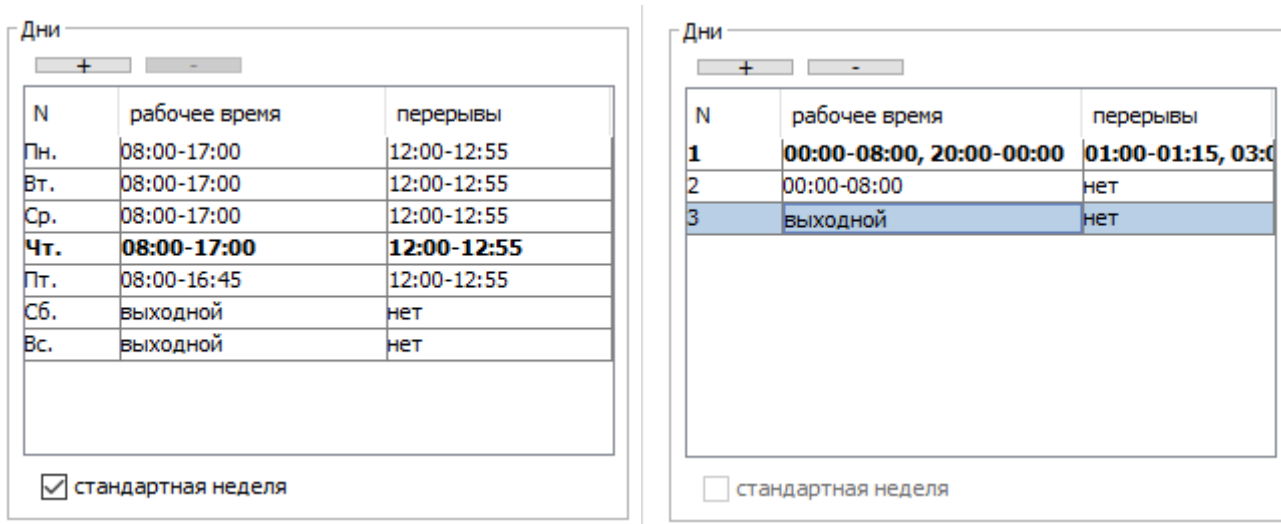 Дни
+ -
N рабочее время перерывы
Пн. 08:00-17:00 12:00-12:55
Вт. 08:00-17:00 12:00-12:55
Ср. 08:00-17:00 12:00-12:55
Чт. 08:00-17:00 12:00-12:55
Пт. 08:00-16:45 12:00-12:55
Сб. выходной нет
Вс. выходной нет
стандартная неделя
Дни
+ -
N рабочее время перерывы
1 00:00-08:00, 20:00-00:00 01:00-01:15,
2 00:00-08:00 нет
3 выходной нет
стандартная неделя